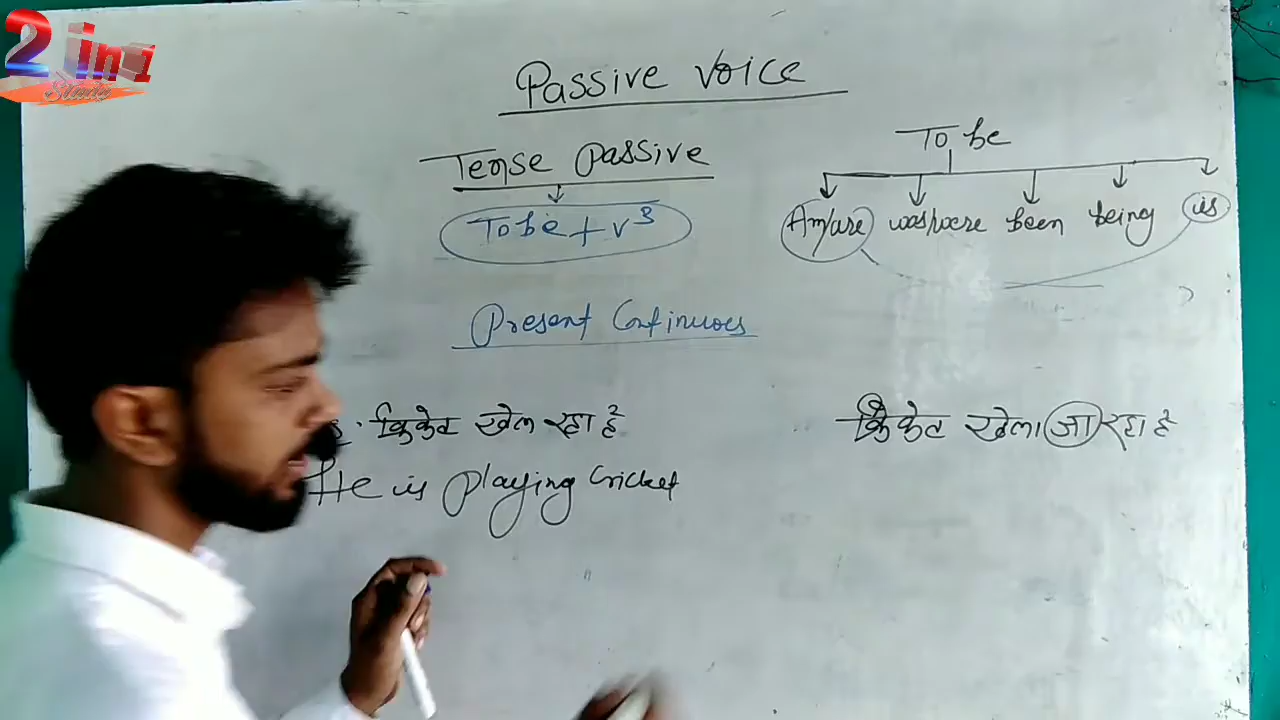 2 in 1
Study
Passive Voice
Tense Passive
To be + V³
To be
Am/are was/were been being is
Present Continuous
क्रिकेट खेल रहा है
He is Playing Cricket
क्रिकेट खेला जा रहा है